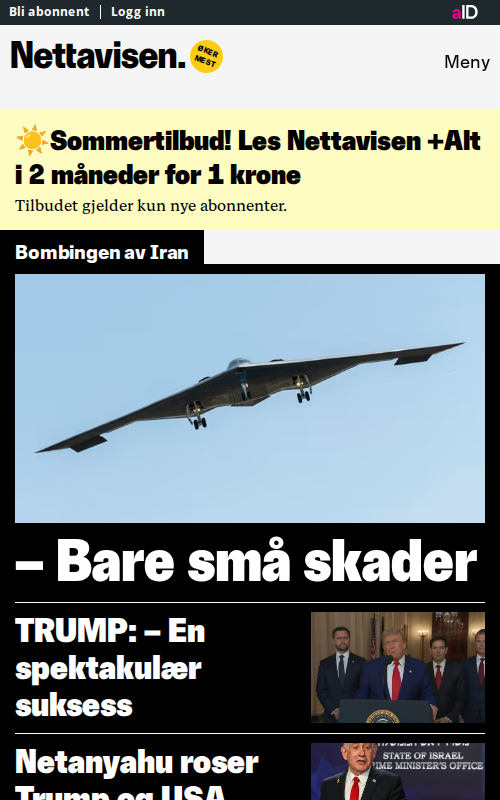 Bli abonnent | Logg inn
aID
Nettavisen.
ØKER
MEST
Meny
☀️Sommertilbud! Les Nettavisen +Alt
i 2 måneder for 1 krone
Tilbudet gjelder kun nye abonnenter.
Bombingen av Iran
– Bare små skader
TRUMP: – En
spektakulær
suksess
Netanyahu roser
Trump og USA
STATE OF ISRAEL
PRIME MINISTER'S OFFICE